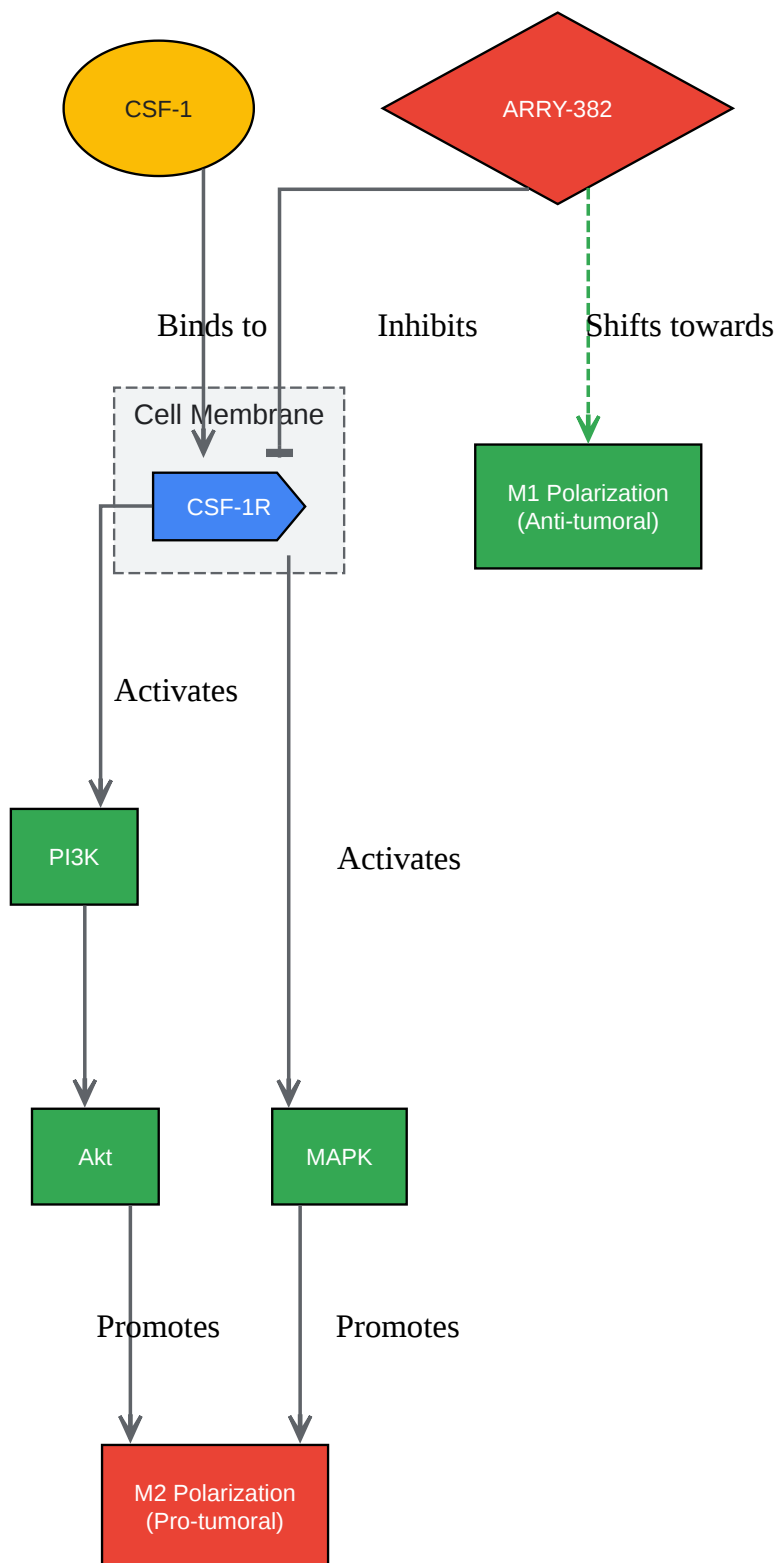 CSF-1
ARRY-382
Binds to
Inhibits
Shifts towards
Cell Membrane
CSF-1R
M1 Polarization
(Anti-tumoral)
Activates
PI3K
Activates
Akt
MAPK
Promotes
Promotes
M2 Polarization
(Pro-tumoral)